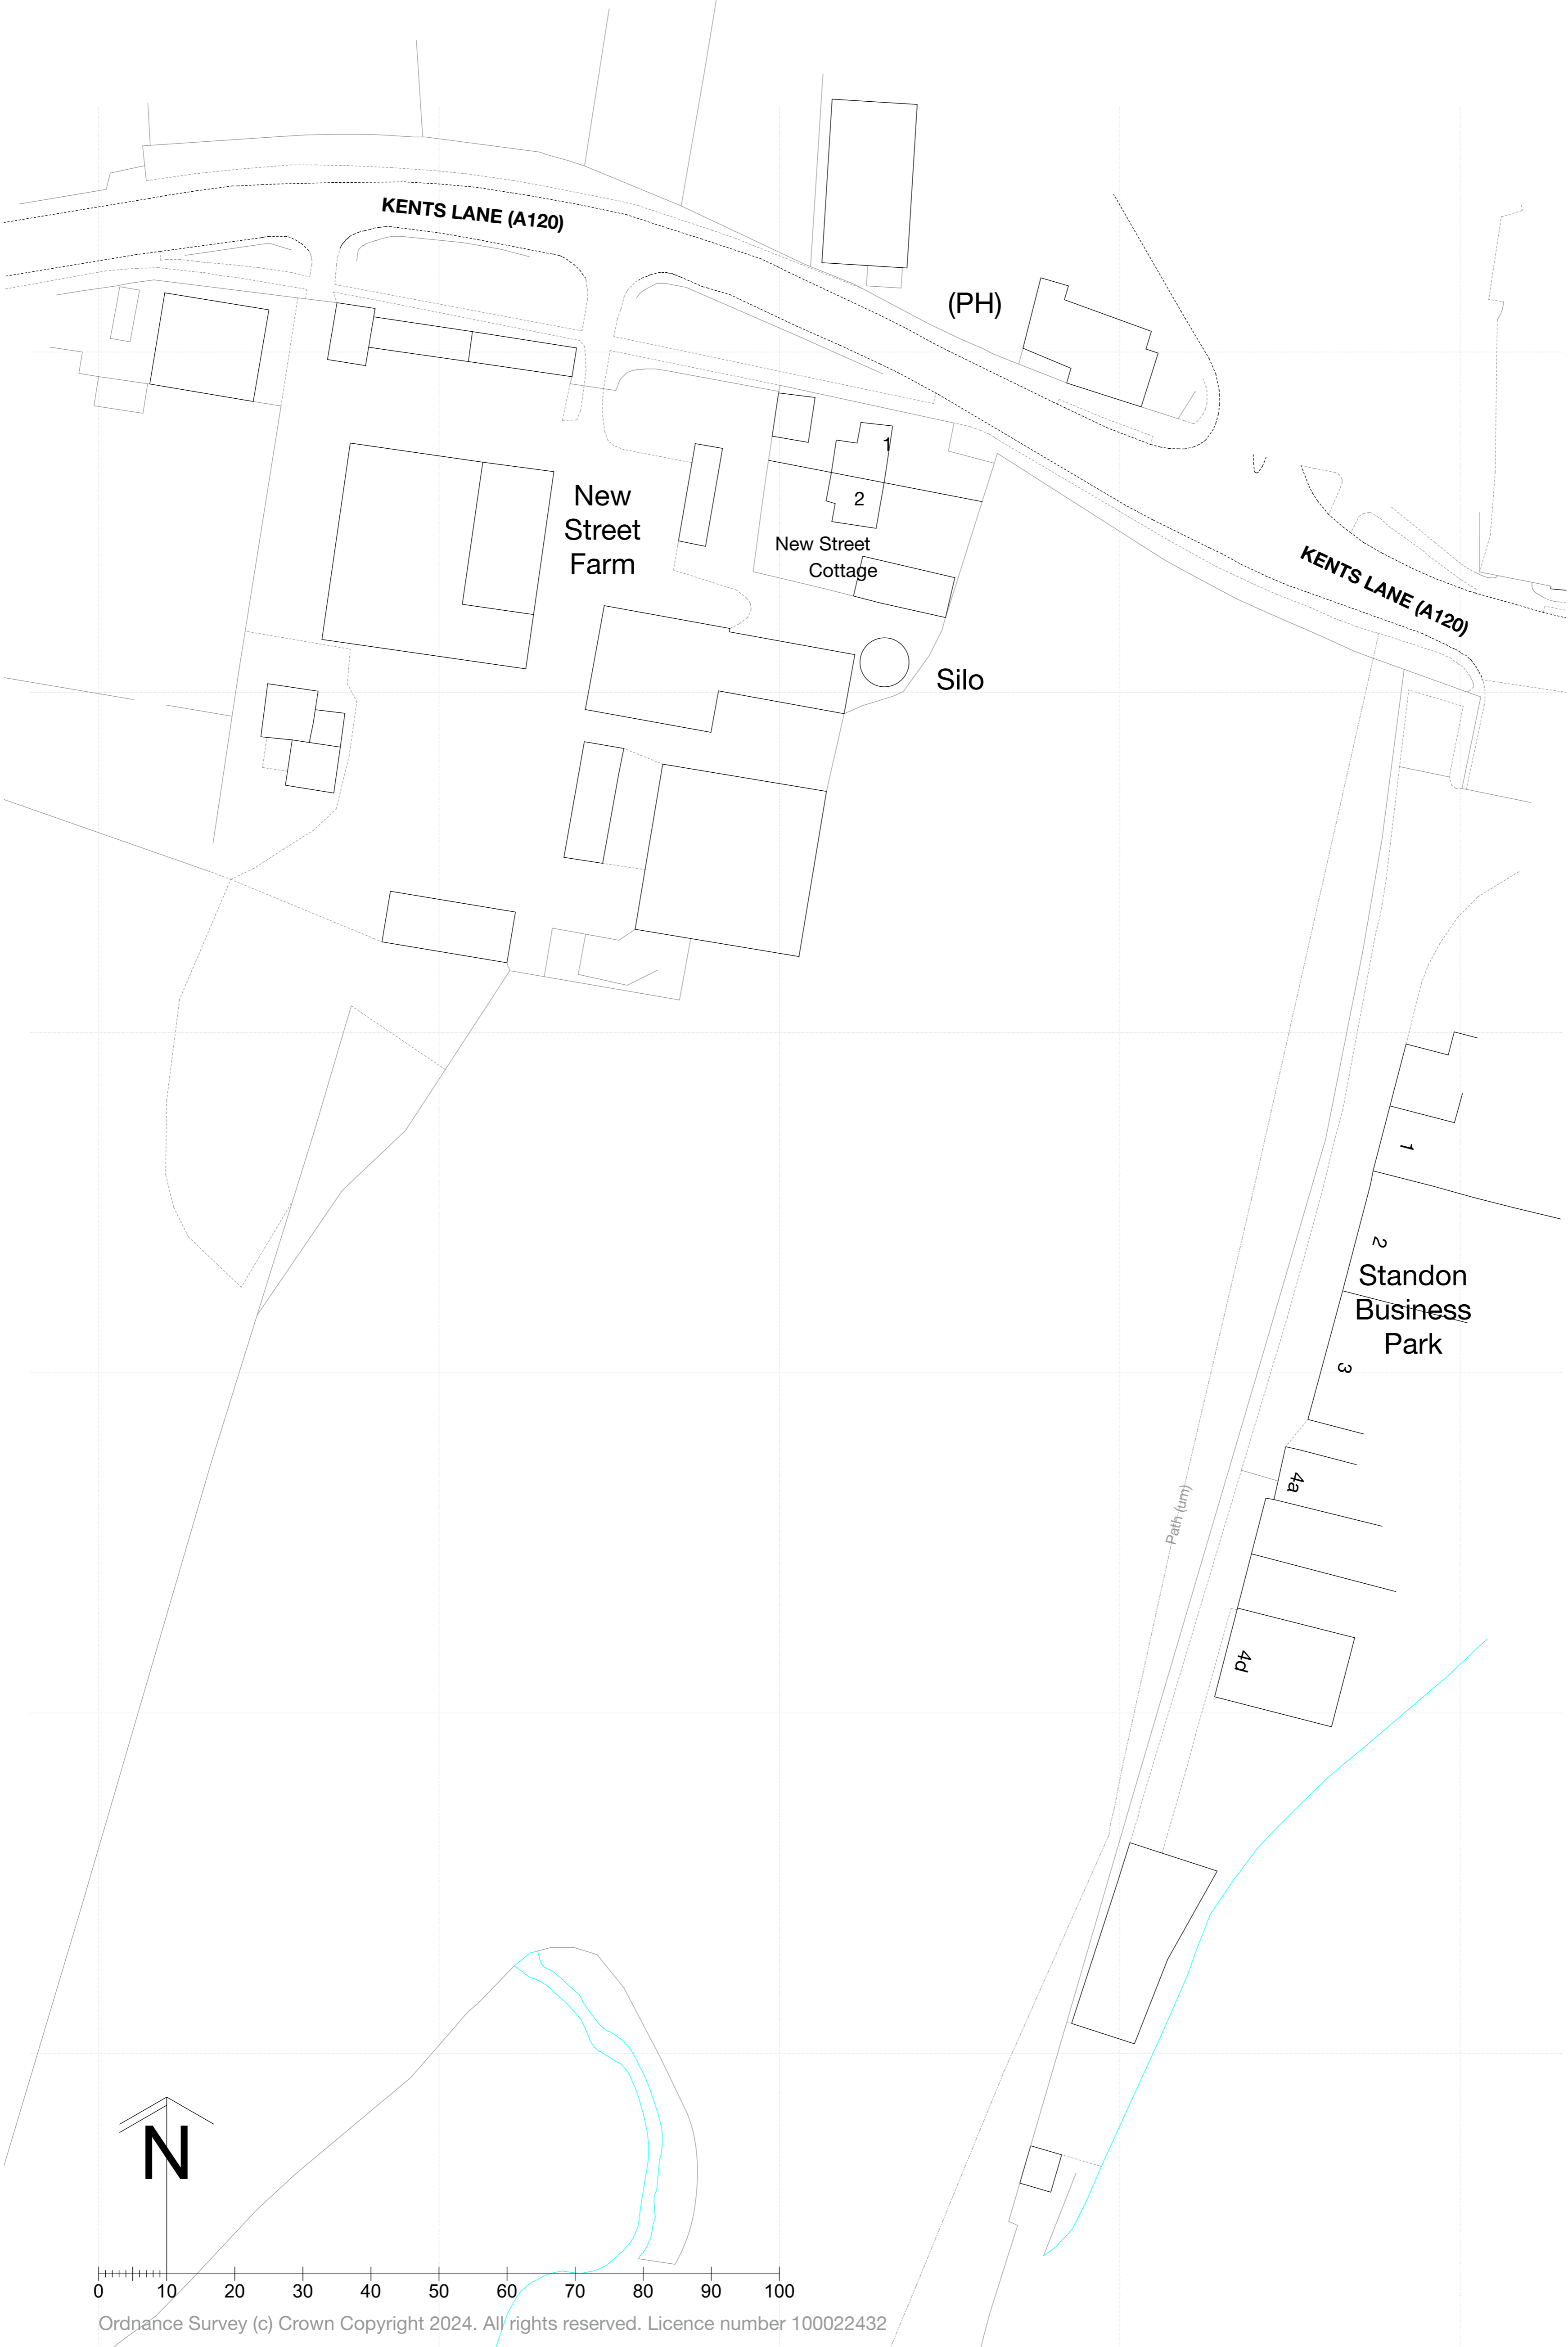 KENTS LANE (A120)
(PH)
1
2
New
Street
Farm
New Street
Cottage
KENTS LANE (A120)
Silo
1
2
Standon
Business
Park
3
4a
Path (um)
4d
N
0 10 20 30 40 50 60 70 80 90 100
Ordnance Survey (c) Crown Copyright 2024. All rights reserved. Licence number 100022432